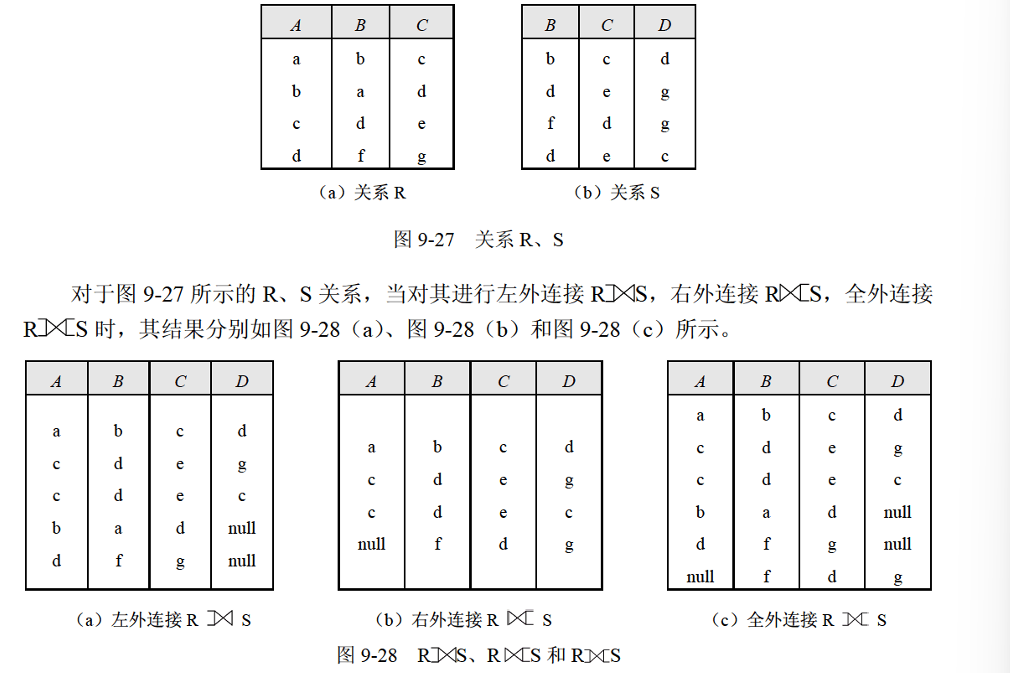 A B C B C D
a b c b c d
b a d d e g
c d e f d g
d f g d e c
（a）关系 R （b）关系 S
图 9-27 关系 R、S
对于图 9-27 所示的 R、S 关系，当对其进行左外连接 R⟕S，右外连接 R⟖S，全外连接
R⟗S 时，其结果分别如图 9-28（a）、图 9-28（b）和图 9-28（c）所示。
A B C D
a b c d
c d e g
c d e c
b a d null
d f g null
A B C D
a b c d
c d e g
c d e c
null f d g
A B C D
a b c d
c d e g
c d e c
b a d null
d f g null
null f d g
（a）左外连接 R ⟕ S （b）右外连接 R ⟖ S （c）全外连接 R ⟗ S
图 9-28 R⟕S、R⟖S 和 R⟗S